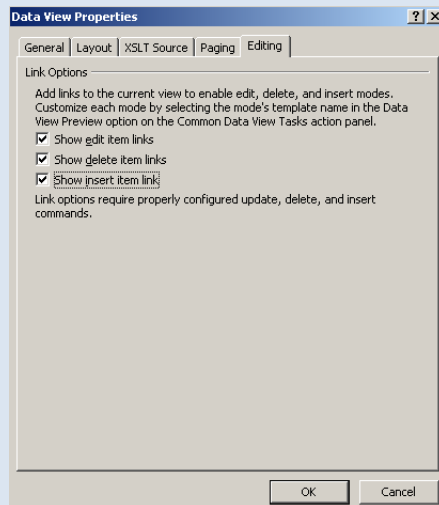 Data View Properties
General Layout XSLT Source Paging Editing
Link Options
Add links to the current view to enable edit, delete, and insert modes.
Customize each mode by selecting the mode's template name in the Data
View Preview option on the Common Data View Tasks action panel.
Show edit item links
Show delete item links
Show insert item link
Link options require properly configured update, delete, and insert
commands.
OK Cancel